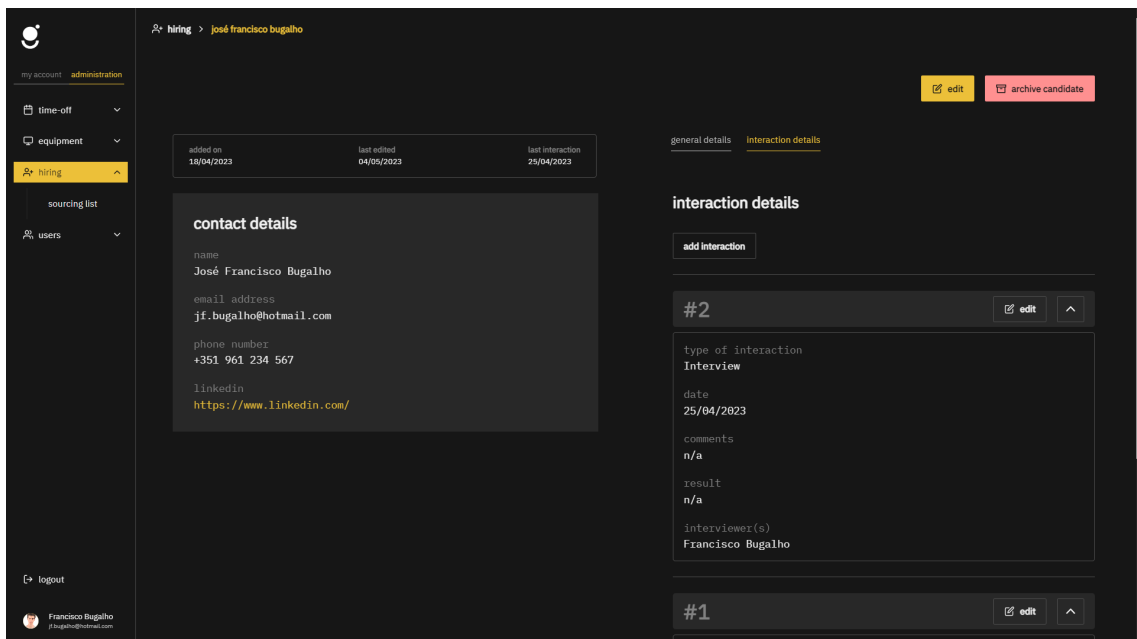 hiring > josé francisco bugalho
my account administration
time-off
equipment
hiring
sourcing list
users
logout
Francisco Bugalho
jf.bugalho@hotmail.com
edit
archive candidate
added on last edited last interaction
18/04/2023 04/05/2023 25/04/2023
contact details
name
José Francisco Bugalho
email address
jf.bugalho@hotmail.com
phone number
+351 961 234 567
linkedin
https://www.linkedin.com/
general details interaction details
interaction details
add interaction
#2 edit
type of interaction
Interview
date
25/04/2023
comments
n/a
result
n/a
interviewer(s)
Francisco Bugalho
#1 edit